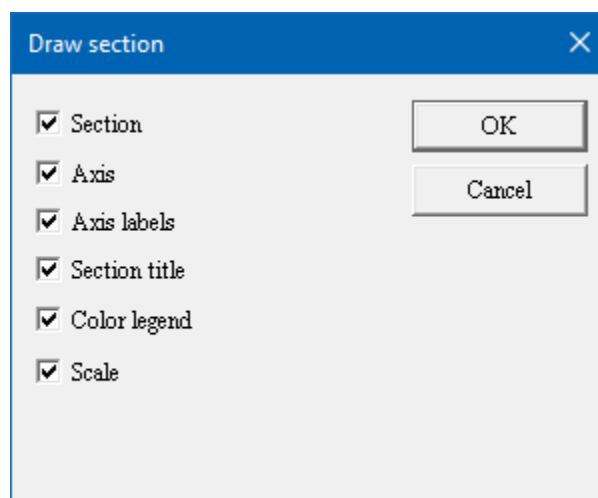 Draw section
Section
Axis
Axis labels
Section title
Color legend
Scale
OK
Cancel